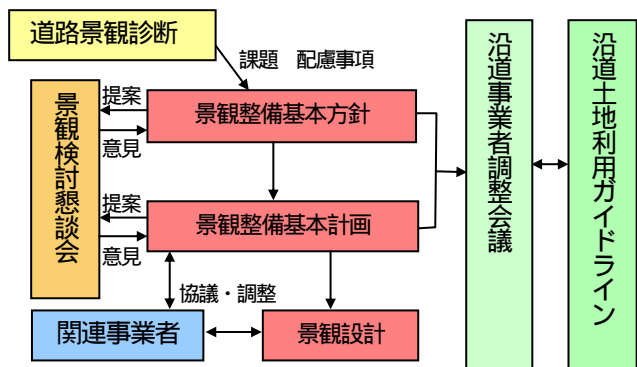 道路景観診断
課題　配慮事項
景観検討懇談会
提案
意見
景観整備基本方針
提案
意見
景観整備基本計画
協議・調整
関連事業者
景観設計
沿道事業者調整会議
沿道土地利用ガイドライン